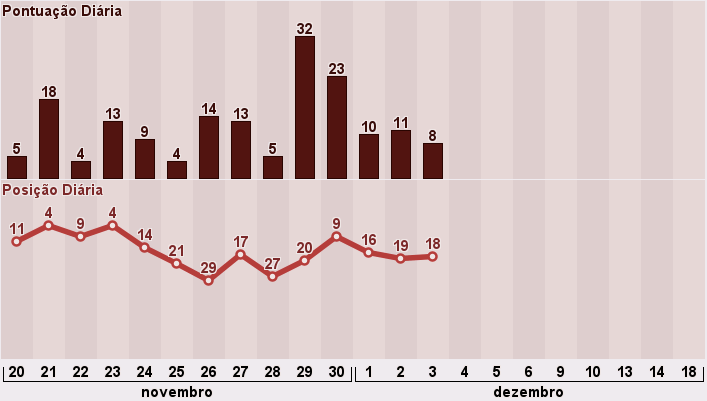 Pontuação Diária
5 18 4 13 9 4 14 13 5 32 23 10 11 8
Posição Diária
11 4 9 4 14 21 29 17 27 20 9 16 19 18
20 21 22 23 24 25 26 27 28 29 30 1 2 3 4 5 6 9 10 13 14 18
novembro dezembro